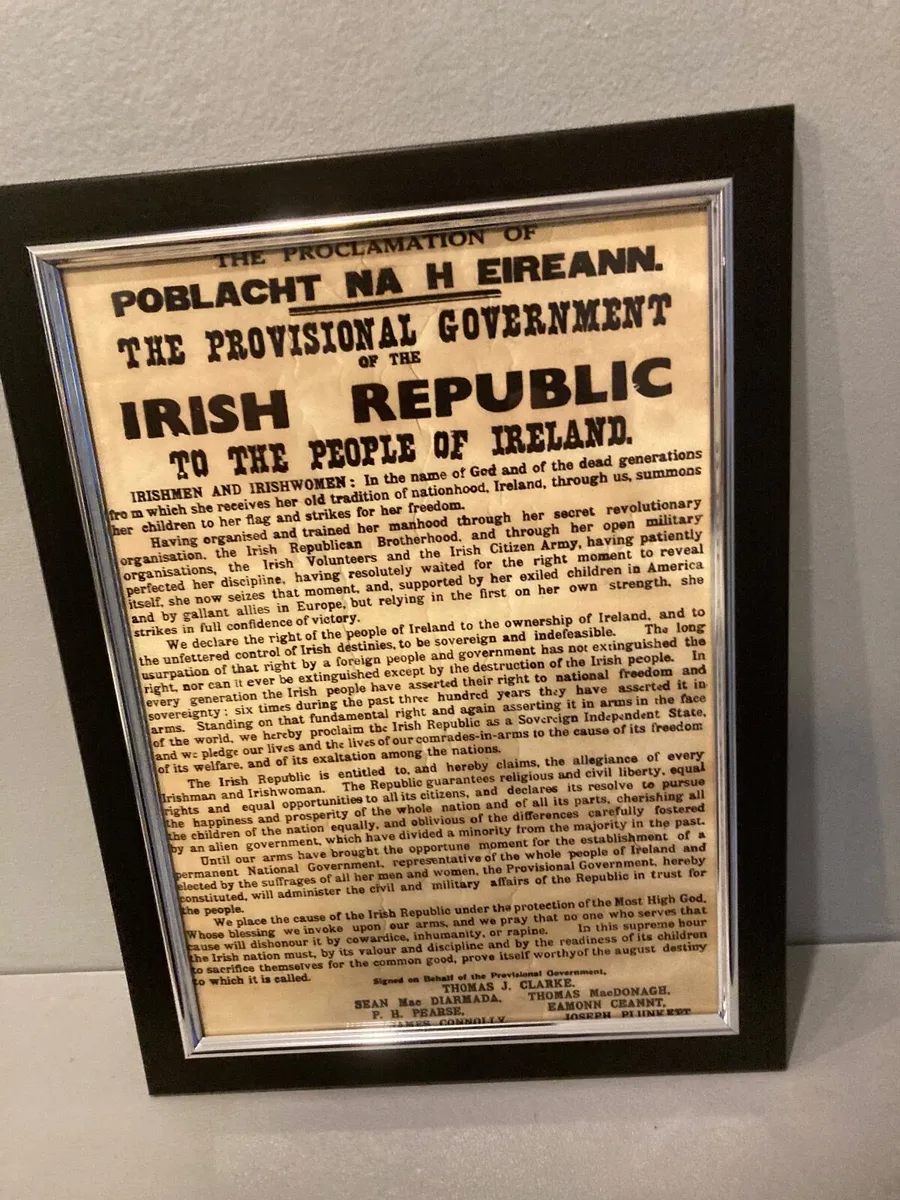 THE PROCLAMATION OF
POBLACHT NA H EIREANN.
THE PROVISIONAL GOVERNMENT
OF THE
IRISH REPUBLIC
TO THE PEOPLE OF IRELAND.
IRISHMEN AND IRISHWOMEN : In the name of God and of the dead generations
from which she receives her old tradition of nationhood, Ireland, through us, summons
her children to her flag and strikes for her freedom.
Having organised and trained her manhood through her secret revolutionary
organisation, the Irish Republican Brotherhood, and through her open military
organisations, the Irish Volunteers and the Irish Citizen Army, having patiently
perfected her discipline, having resolutely waited for the right moment to reveal
itself, she now seizes that moment, and, supported by her exiled children in America
and by gallant allies in Europe, but relying in the first on her own strength, she
strikes in full confidence of victory.
We declare the right of the people of Ireland to the ownership of Ireland, and to
the unfettered control of Irish destinies, to be sovereign and indefeasible. The long
usurpation of that right by a foreign people and government has not extinguished the
right, nor can it ever be extinguished except by the destruction of the Irish people. In
every generation the Irish people have asserted their right to national freedom and
sovereignty ; six times during the past three hundred years they have asserted it in
arms. Standing on that fundamental right and again asserting it in arms in the face
of the world, we hereby proclaim the Irish Republic as a Sovereign Independent State,
and we pledge our lives and the lives of our comrades-in-arms to the cause of its freedom
of its welfare, and of its exaltation among the nations.
The Irish Republic is entitled to, and hereby claims, the allegiance of every
Irishman and Irishwoman. The Republic guarantees religious and civil liberty, equal
rights and equal opportunities to all its citizens, and declares its resolve to pursue
the happiness and prosperity of the whole nation and of all its parts, cherishing all
the children of the nation equally, and oblivious of the differences carefully fostered
by an alien government, which have divided a minority from the majority in the past.
Until our arms have brought the opportune moment for the establishment of a
permanent National Government, representative of the whole people of Ireland and
elected by the suffrages of all her men and women, the Provisional Government, hereby
constituted, will administer the civil and military affairs of the Republic in trust for
the people.
We place the cause of the Irish Republic under the protection of the Most High God,
Whose blessing we invoke upon our arms, and we pray that no one who serves that
cause will dishonour it by cowardice, inhumanity, or rapine. In this supreme hour
the Irish nation must, by its valour and discipline and by the readiness of its children
to sacrifice themselves for the common good, prove itself worthy of the august destiny
to which it is called.
Signed on Behalf of the Provisional Government,
THOMAS J. CLARKE,
SEAN Mac DIARMADA, THOMAS MacDONAGH,
P. H. PEARSE, EAMONN CEANNT,
JAMES CONNOLLY, JOSEPH PLUNKETT